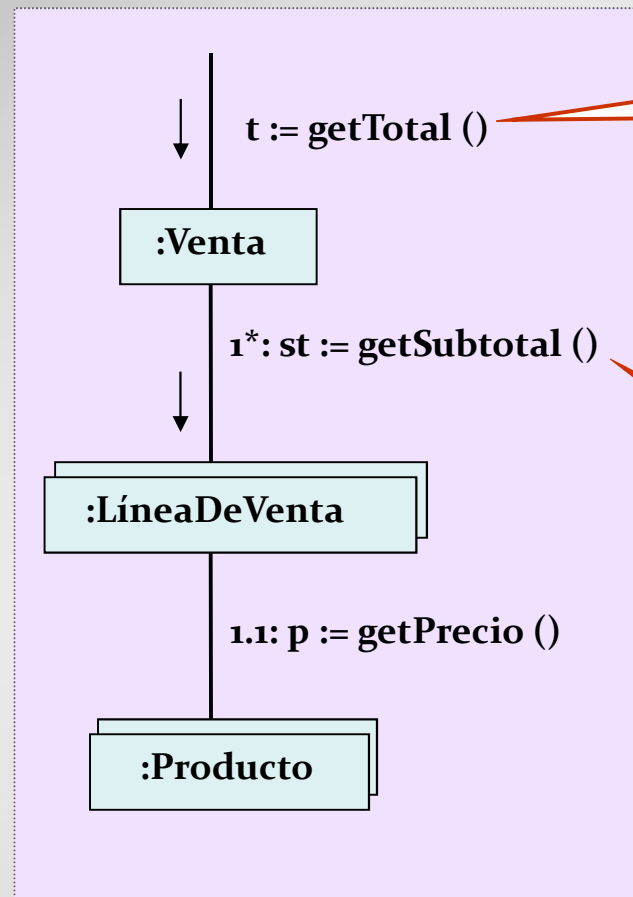 t := getTotal ()
:Venta
1*: st := getSubtotal ()
:LíneaDeVenta
1.1: p := getPrecio ()
:Producto